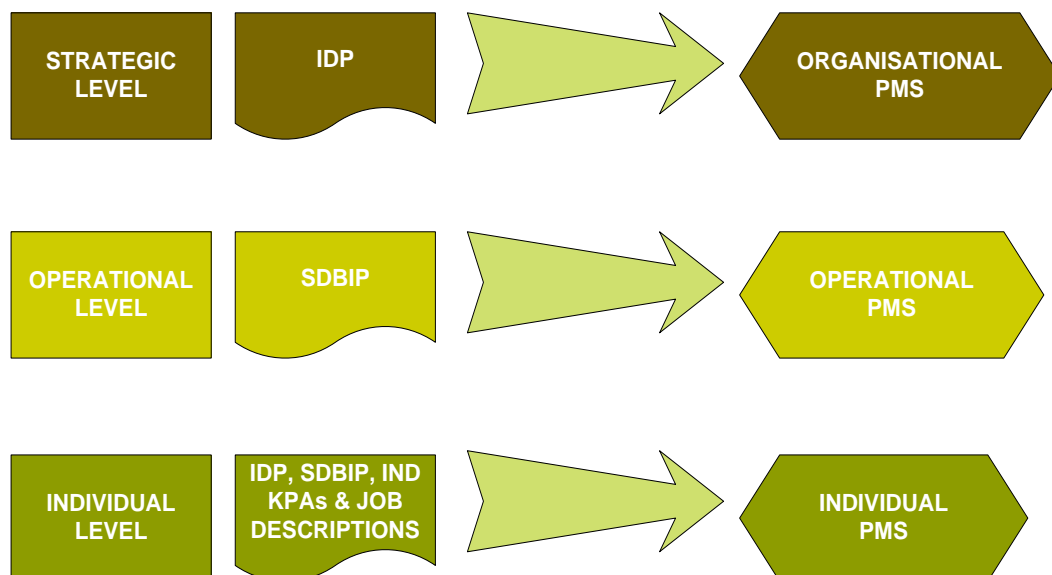 STRATEGIC
LEVEL
IDP
ORGANISATIONAL
PMS
OPERATIONAL
LEVEL
SDBIP
OPERATIONAL
PMS
INDIVIDUAL
LEVEL
IDP, SDBIP, IND
KPAs & JOB
DESCRIPTIONS
INDIVIDUAL
PMS